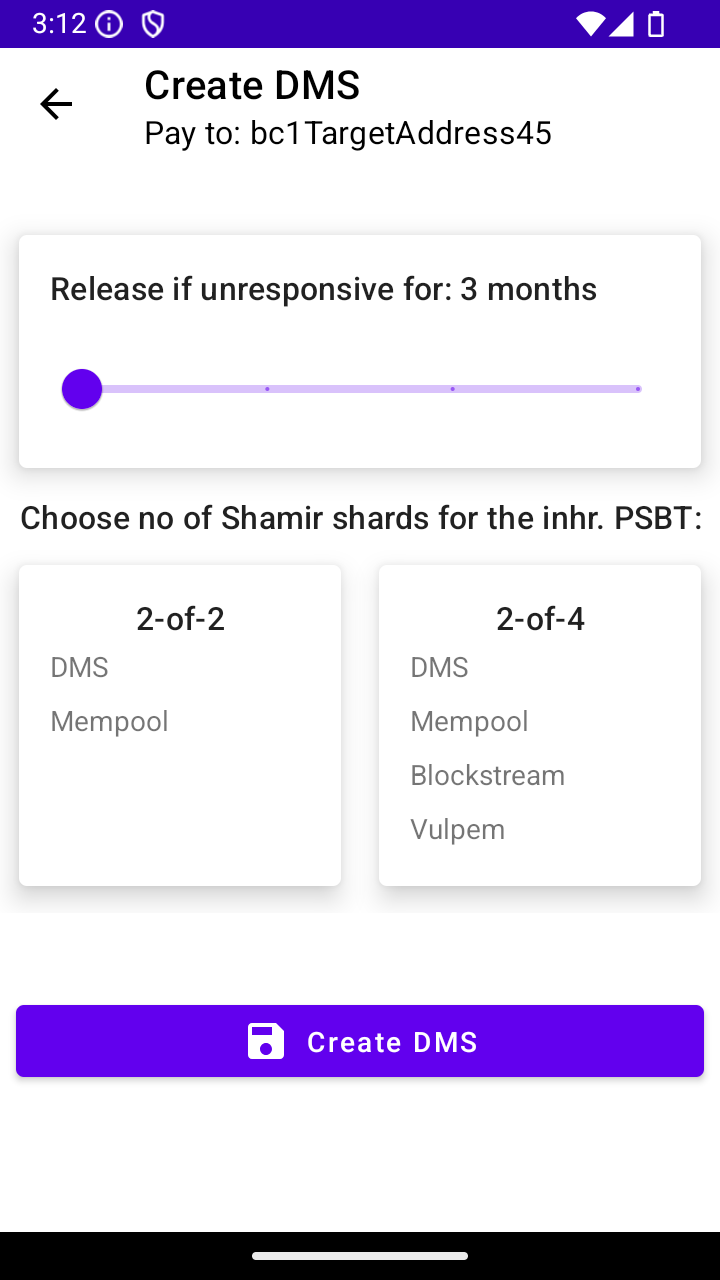 3:12
Create DMS
Pay to: bc1TargetAddress45
Release if unresponsive for: 3 months
Choose no of Shamir shards for the inhr. PSBT:
2-of-2
DMS
Mempool
2-of-4
DMS
Mempool
Blockstream
Vulpem
Create DMS